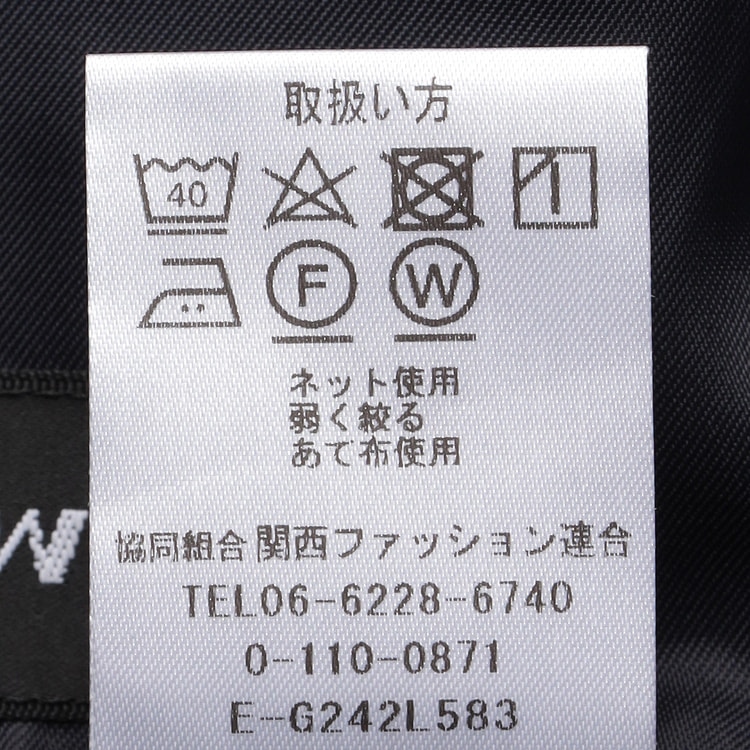 取扱い方
40
F W
ネット使用
弱く絞る
あて布使用
協同組合関西ファッション連合
TEL06-6228-6740
0-110-0871
E-G242L583